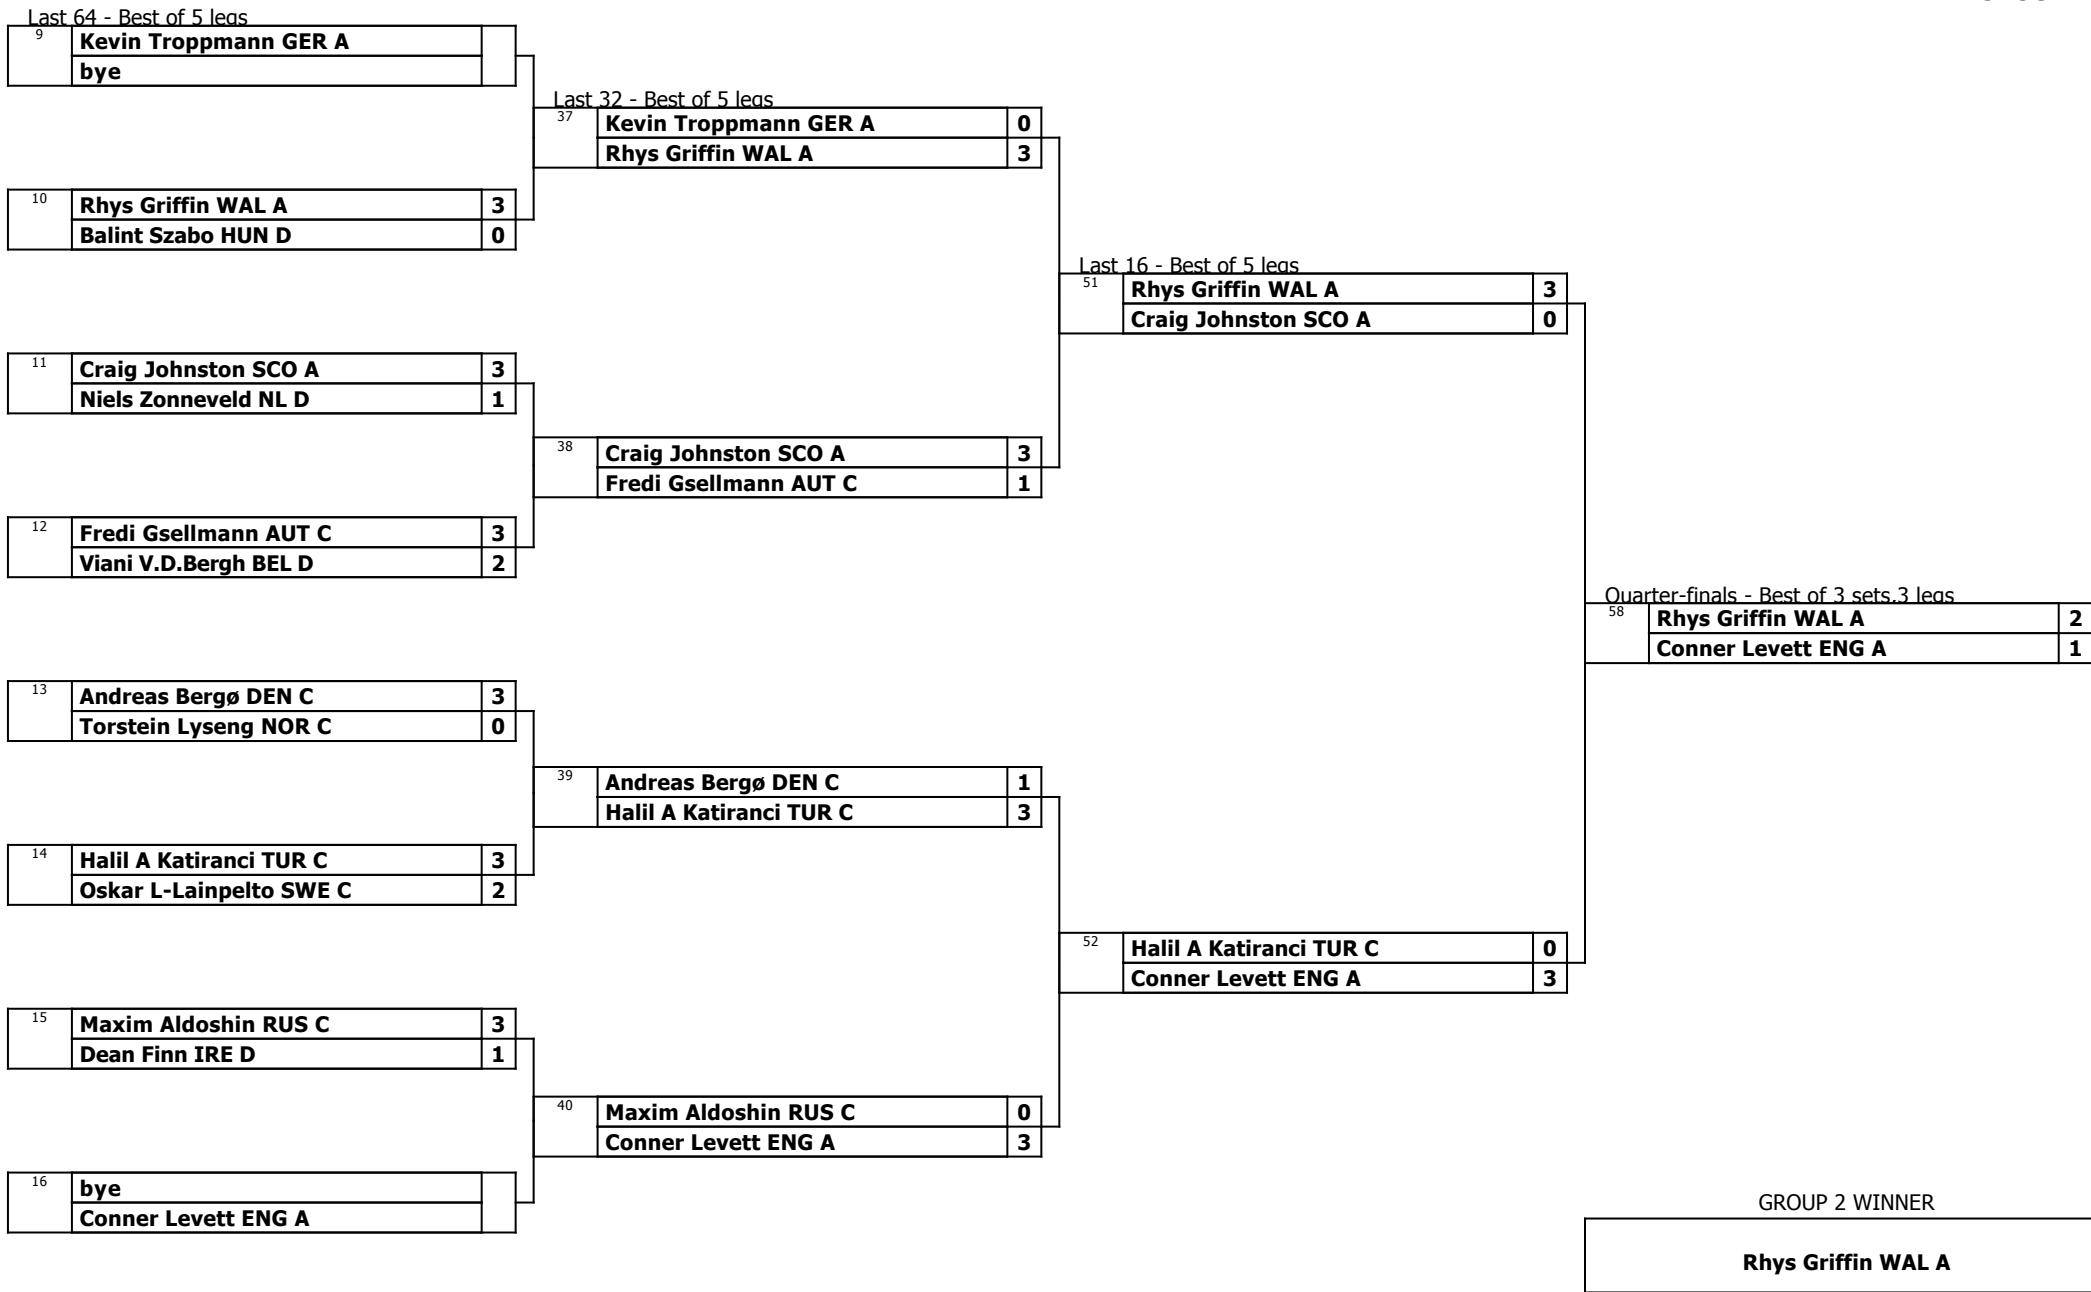 Last 64 - Best of 5 legs
9 Kevin Troppmann GER A
bye
Last 32 - Best of 5 legs
37 Kevin Troppmann GER A 0
Rhys Griffin WAL A 3
10 Rhys Griffin WAL A 3
Balint Szabo HUN D 0
Last 16 - Best of 5 legs
51 Rhys Griffin WAL A 3
Craig Johnston SCO A 0
11 Craig Johnston SCO A 3
Niels Zonneveld NL D 1
38 Craig Johnston SCO A 3
Fredi Gsellmann AUT C 1
12 Fredi Gsellmann AUT C 3
Viani V.D.Bergh BEL D 2
Quarter-finals - Best of 3 sets,3 legs
58 Rhys Griffin WAL A 2
Conner Levett ENG A 1
13 Andreas Bergø DEN C 3
Torstein Lyseng NOR C 0
39 Andreas Bergø DEN C 1
Halil A Katiranci TUR C 3
14 Halil A Katiranci TUR C 3
Oskar L-Lainpelto SWE C 2
52 Halil A Katiranci TUR C 0
Conner Levett ENG A 3
15 Maxim Aldoshin RUS C 3
Dean Finn IRE D 1
40 Maxim Aldoshin RUS C 0
Conner Levett ENG A 3
16 bye
Conner Levett ENG A
GROUP 2 WINNER
Rhys Griffin WAL A